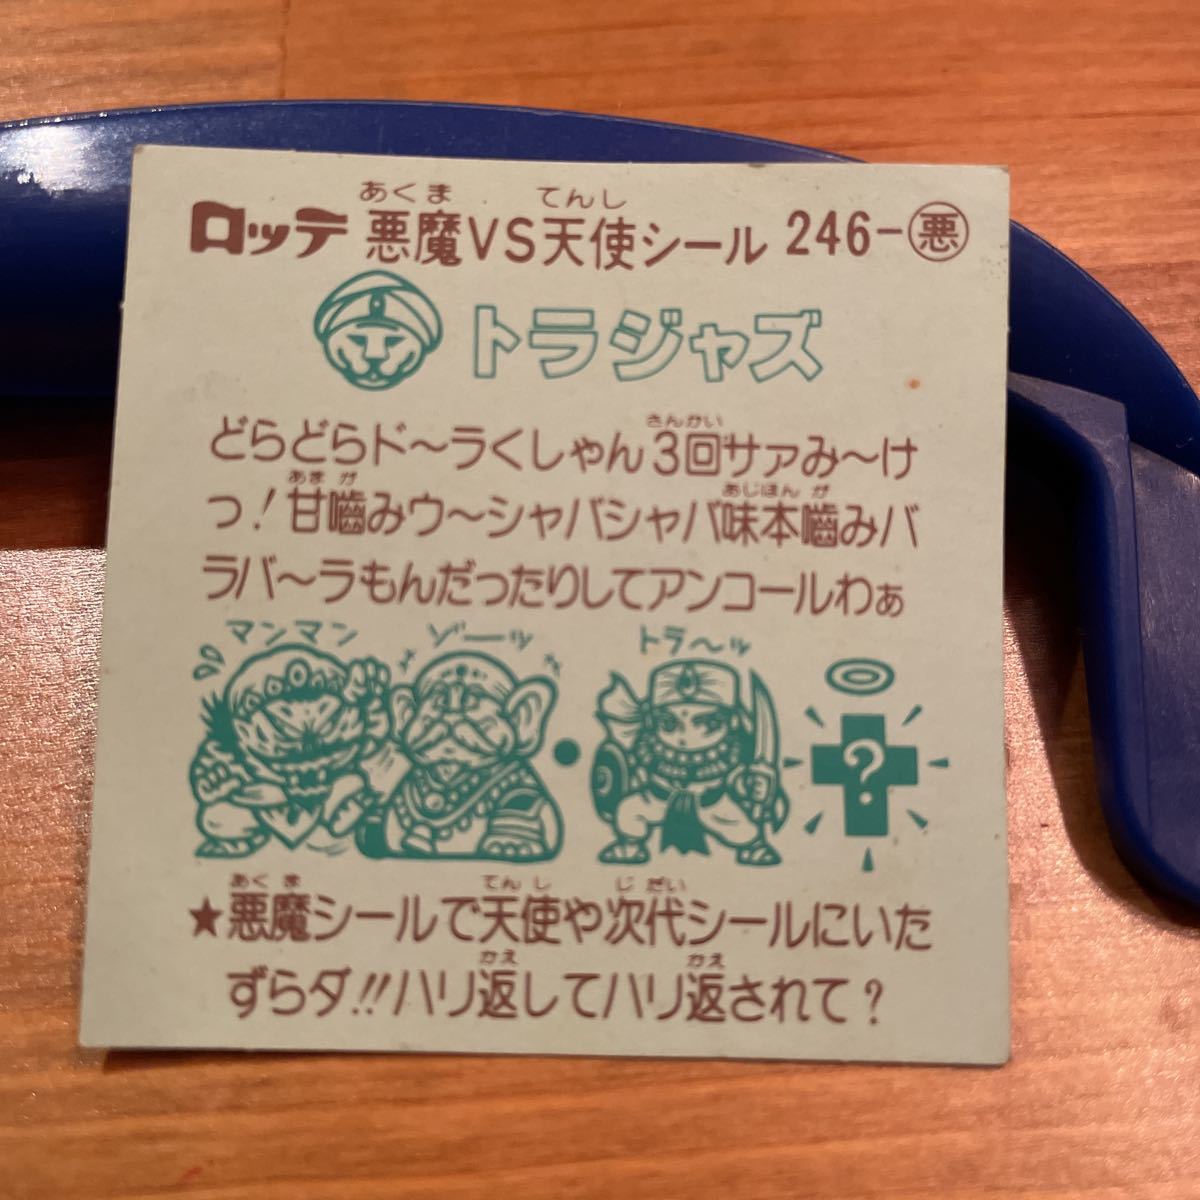 あくま てんし
ロッテ 悪魔VS天使シール 246-悪
トラジャズ
さんかい
どらどらド〜ラくしゃん3回サァみ〜け
あま が あじほん が
っ!甘嚙みウ〜シャバシャバ味本嚙みバ
ラバ〜ラもんだったりしてアンコールわぁ
マンマン ゾーッ トラ〜ッ
?
あくま てんし じだい
★悪魔シールで天使や次代シールにいた
かえ かえ
ずらダ!!ハリ返してハリ返されて?